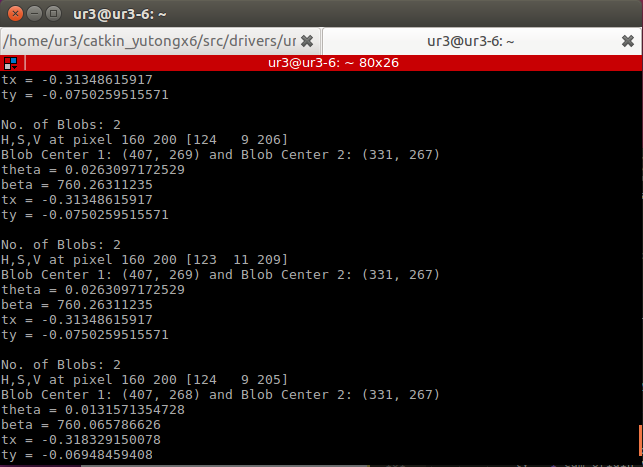 ur3@ur3-6: ~
/home/ur3/catkin_yutongx6/src/drivers/ur
ur3@ur3-6: ~
ur3@ur3-6: ~ 80x26
tx = -0.31348615917
ty = -0.0750259515571
No. of Blobs: 2
H,S,V at pixel 160 200 [124   9 206]
Blob Center 1: (407, 269) and Blob Center 2: (331, 267)
theta = 0.0263097172529
beta = 760.26311235
tx = -0.31348615917
ty = -0.0750259515571
No. of Blobs: 2
H,S,V at pixel 160 200 [123  11 209]
Blob Center 1: (407, 269) and Blob Center 2: (331, 267)
theta = 0.0263097172529
beta = 760.26311235
tx = -0.31348615917
ty = -0.0750259515571
No. of Blobs: 2
H,S,V at pixel 160 200 [124   9 205]
Blob Center 1: (407, 268) and Blob Center 2: (331, 267)
theta = 0.0131571354728
beta = 760.065786626
tx = -0.318329150078
ty = -0.06948459408